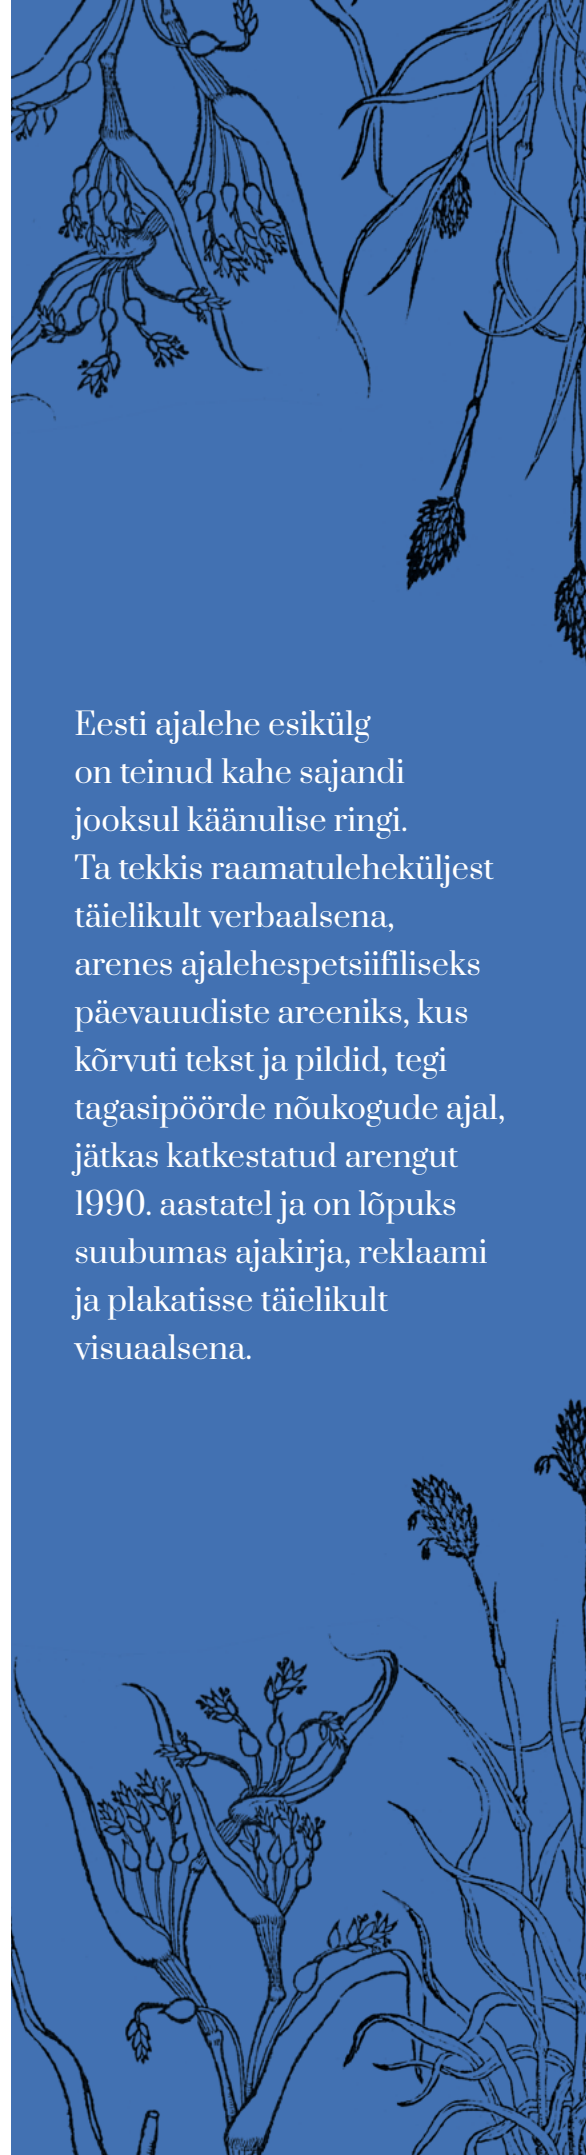 Eesti ajalehe esikülg
on teinud kahe sajandi
jooksul käänulise ringi.
Ta tekkis raamatuleheküljest
täielikult verbaalsena,
arenes ajalehespetsiifiliseks
päevauudiste areeniks, kus
kõrvuti tekst ja pildid, tegi
tagasipöörde nõukogude ajal,
jätkas katkestatud arengut
1990. aastatel ja on lõpuks
suubumas ajakirja, reklaami
ja plakatisse täielikult
visuaalsena.